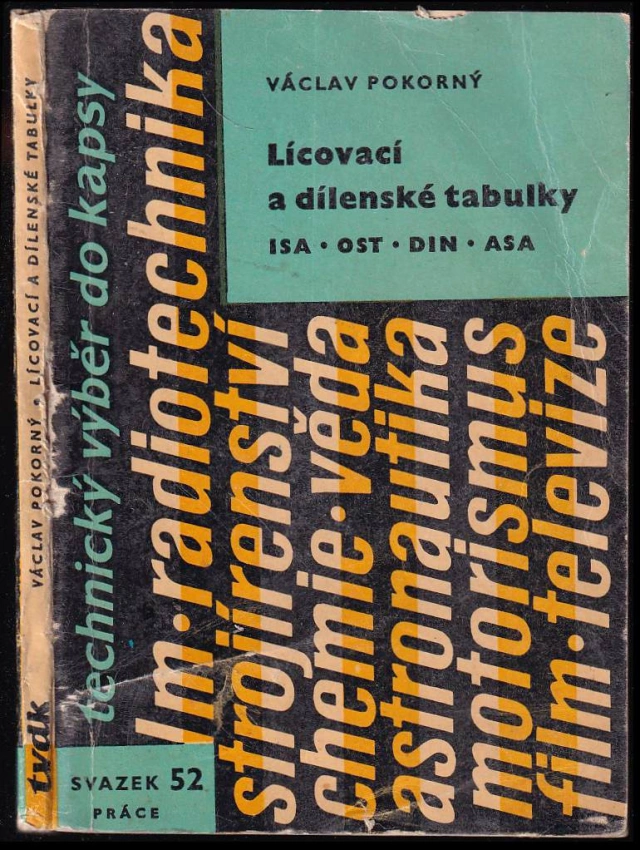 VÁCLAV POKORNÝ
Lícovací
a dílenské tabulky
ISA • OST • DIN • ASA
technický výběr do kapsy
lm•radiotechnika
strojírenství
chemie•věda
astronautika
motorismus
film•televize
SVAZEK 52
PRÁCE
VÁCLAV POKORNÝ • LÍCOVACÍ A DÍLENSKÉ TABULKY
tvdk